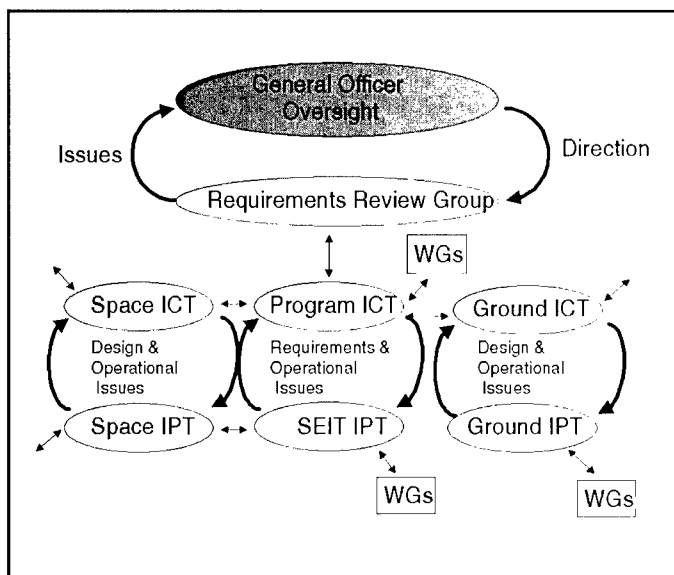 General Officer
Oversight
Issues
Direction
Requirements Review Group
WGs
Space ICT
Program ICT
Ground ICT
Design &
Operational
Issues
Requirements &
Operational
Issues
Design &
Operational
Issues
Space IPT
SEIT IPT
Ground IPT
WGs
WGs